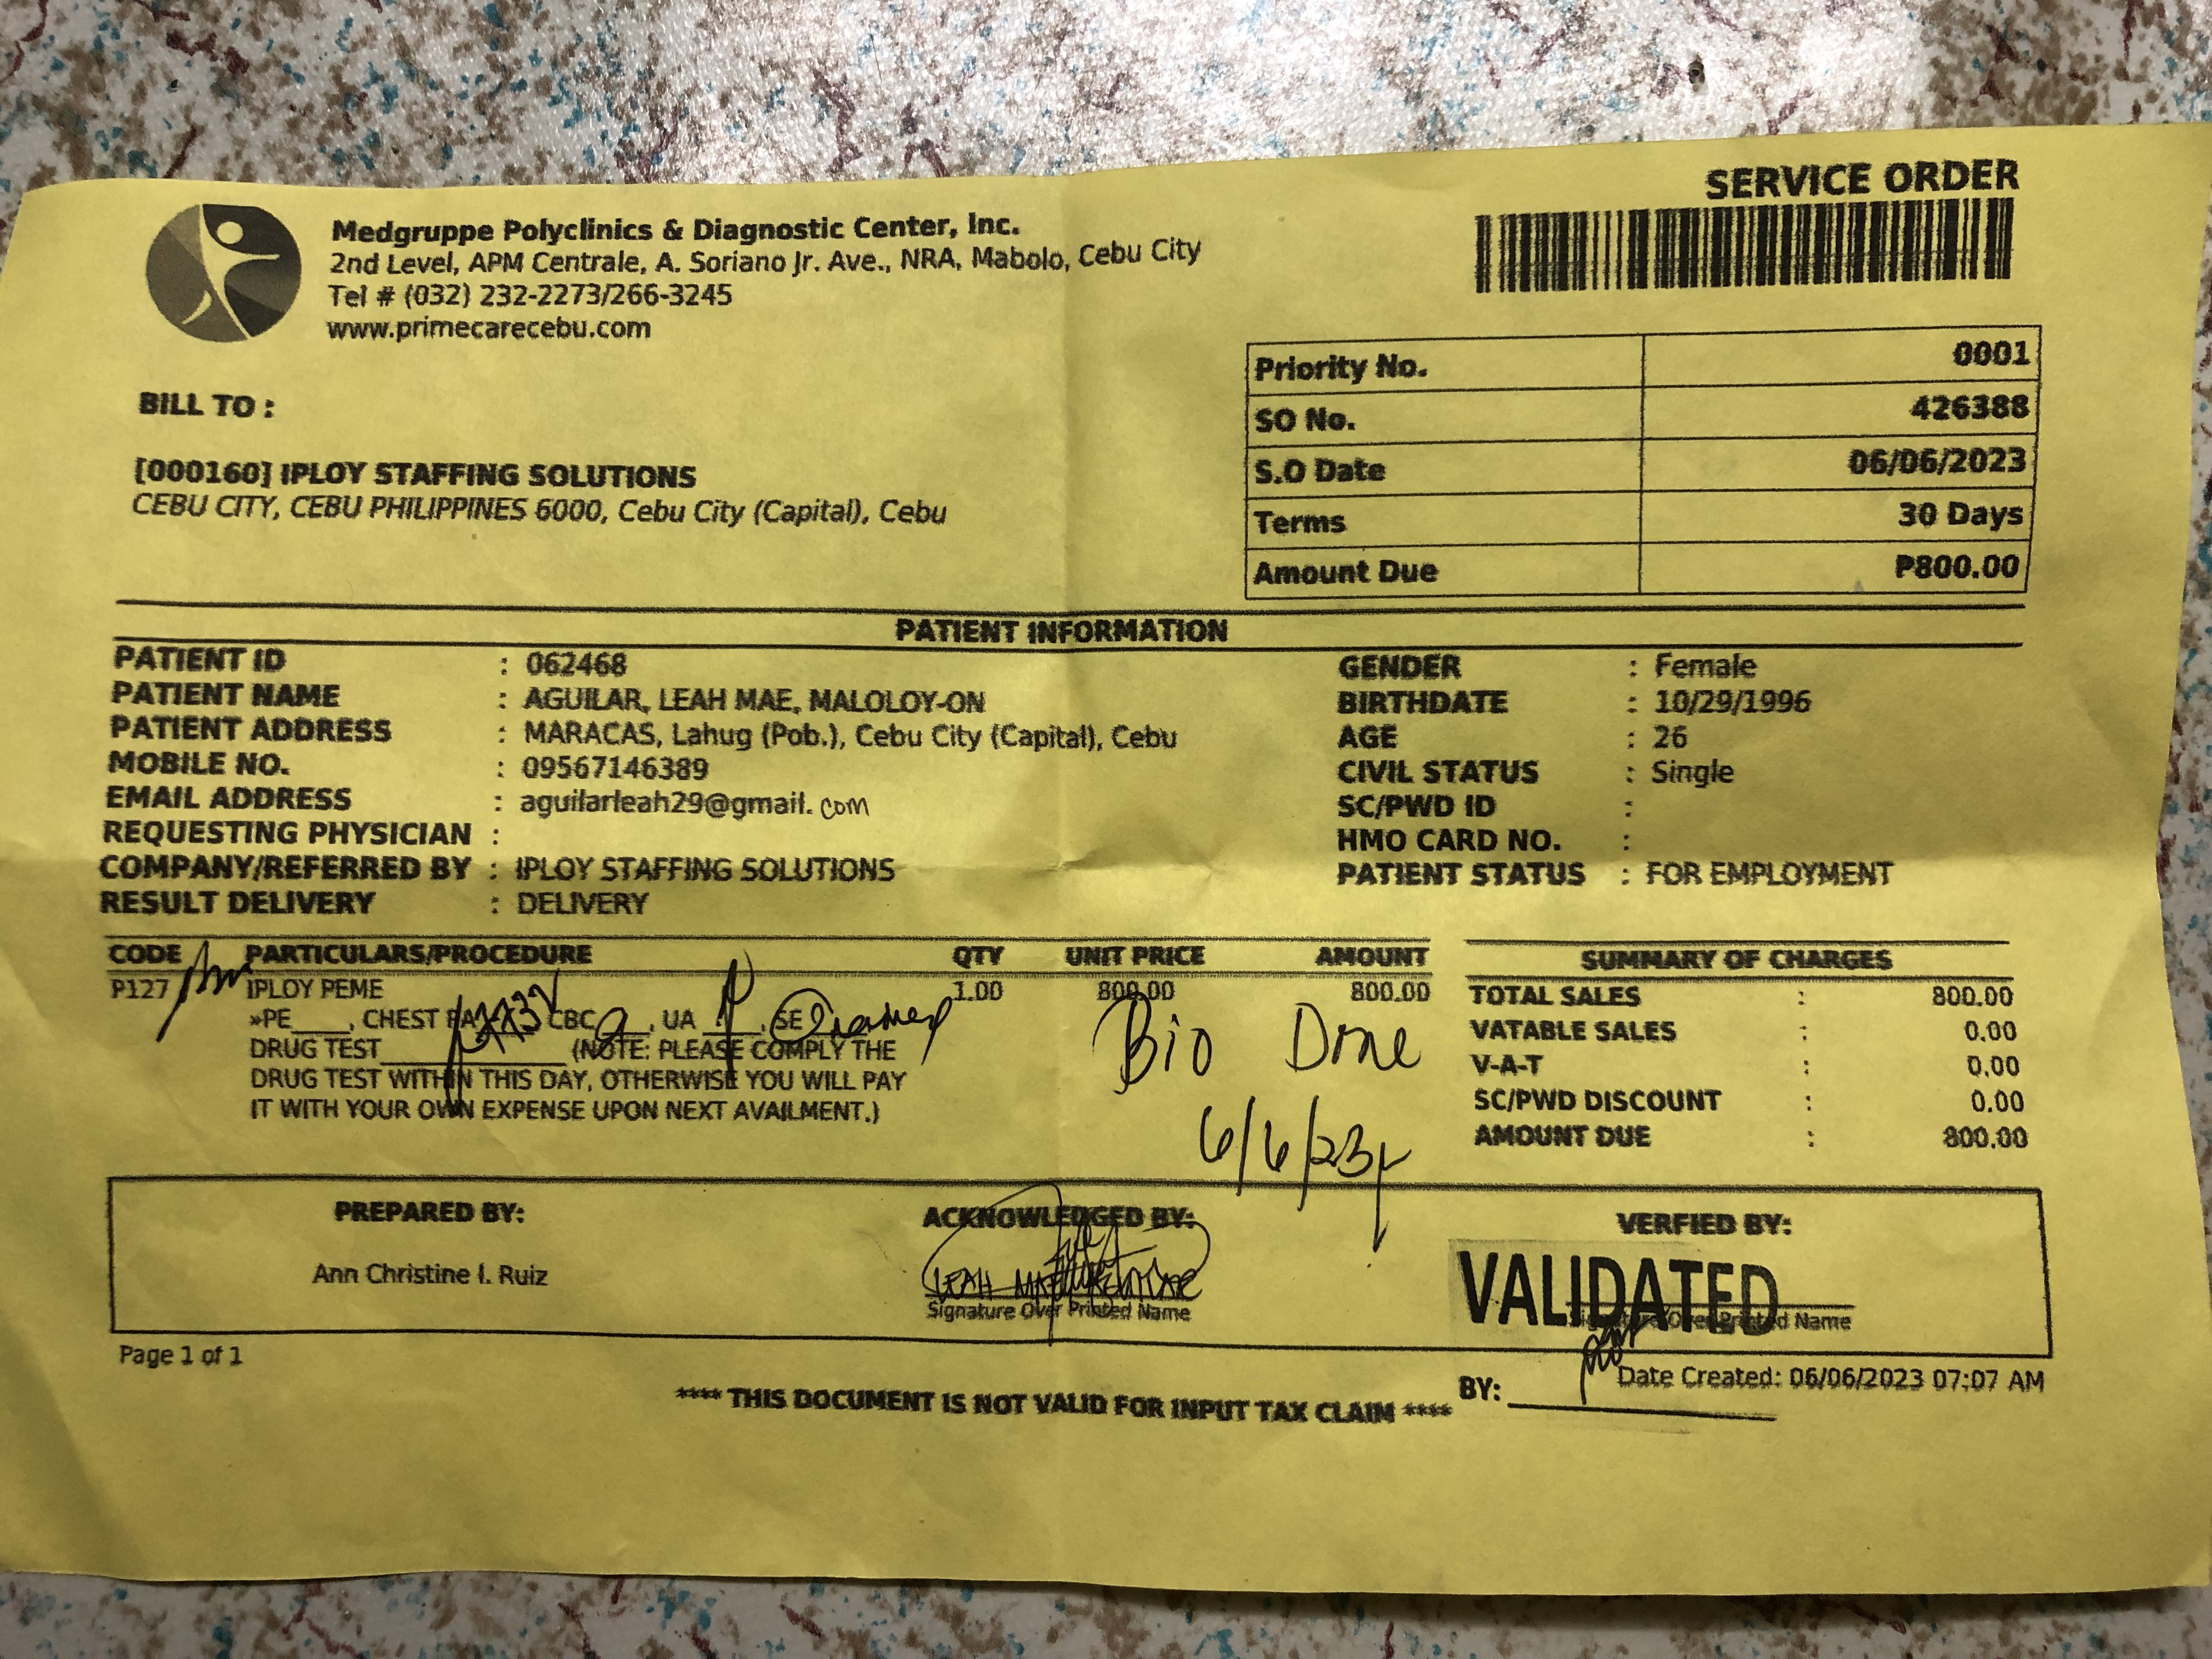 SERVICE ORDER
Medgruppe Polyclinics & Diagnostic Center, Inc.
2nd Level, APM Centrale, A. Soriano Jr. Ave., NRA, Mabolo, Cebu City
Tel # (032) 232-2273/266-3245
www.primecarecebu.com
Priority No. 0001
SO No. 426388
S.O Date 06/06/2023
Terms 30 Days
Amount Due ₱800.00
BILL TO :
[000160] IPLOY STAFFING SOLUTIONS
CEBU CITY, CEBU PHILIPPINES 6000, Cebu City (Capital), Cebu
PATIENT INFORMATION
PATIENT ID : 062468
PATIENT NAME : AGUILAR, LEAH MAE, MALOLOY-ON
PATIENT ADDRESS : MARACAS, Lahug (Pob.), Cebu City (Capital), Cebu
MOBILE NO. : 09567146389
EMAIL ADDRESS : aguilarleah29@gmail.com
REQUESTING PHYSICIAN :
COMPANY/REFERRED BY : IPLOY STAFFING SOLUTIONS
RESULT DELIVERY : DELIVERY
GENDER : Female
BIRTHDATE : 10/29/1996
AGE : 26
CIVIL STATUS : Single
SC/PWD ID :
HMO CARD NO. :
PATIENT STATUS : FOR EMPLOYMENT
CODE PARTICULARS/PROCEDURE QTY UNIT PRICE AMOUNT
P127 IPLOY PEME 1.00 800.00 800.00
»PE____, CHEST PA CBC ____, UA ____, SE
DRUG TEST____________ (NOTE: PLEASE COMPLY THE
DRUG TEST WITHIN THIS DAY, OTHERWISE YOU WILL PAY
IT WITH YOUR OWN EXPENSE UPON NEXT AVAILMENT.)
Bio Done
6/6/23
SUMMARY OF CHARGES
TOTAL SALES : 800.00
VATABLE SALES : 0.00
V-A-T : 0.00
SC/PWD DISCOUNT : 0.00
AMOUNT DUE : 800.00
PREPARED BY:
Ann Christine I. Ruiz
ACKNOWLEDGED BY:
LEAH MAE
Signature Over Printed Name
VERFIED BY:
VALIDATED
Signature Over Printed Name
BY:
Page 1 of 1
Date Created: 06/06/2023 07:07 AM
**** THIS DOCUMENT IS NOT VALID FOR INPUT TAX CLAIM ****